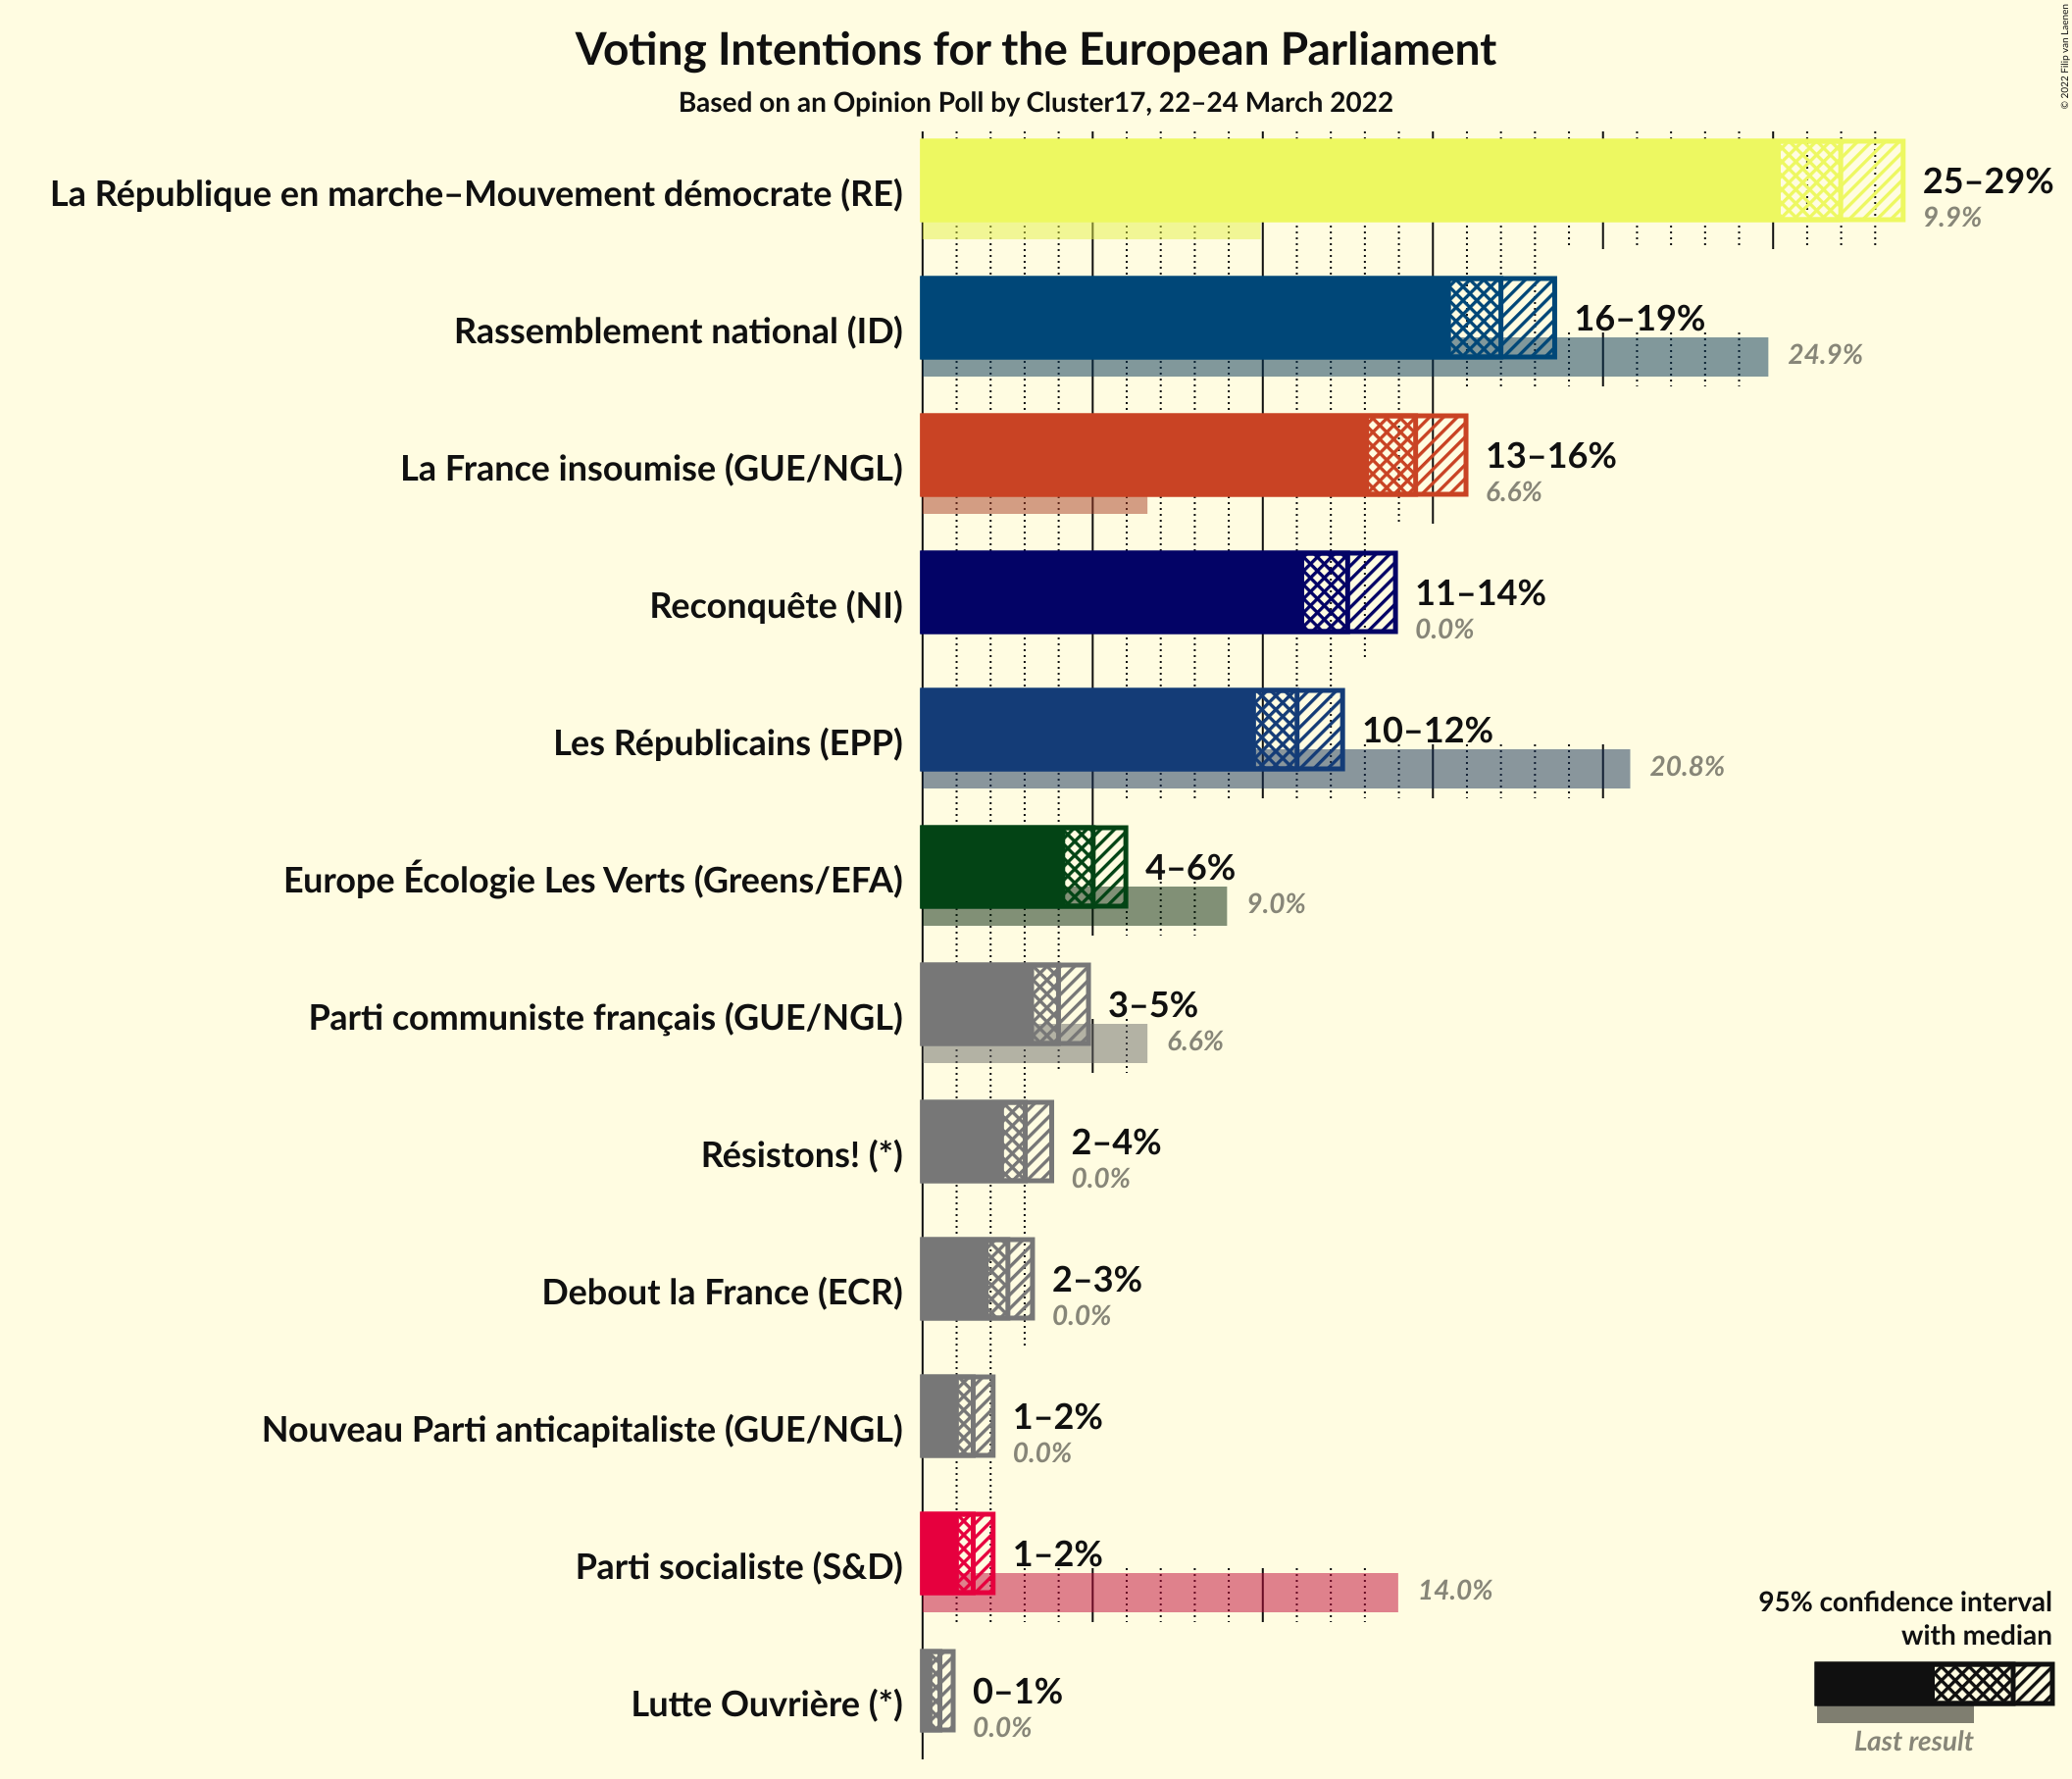 Voting Intentions for the European Parliament
Based on an Opinion Poll by Cluster17, 22–24 March 2022
© 2022 Filip van Laenen
La République en marche–Mouvement démocrate (RE)
25–29%
9.9%
Rassemblement national (ID)
16–19%
24.9%
La France insoumise (GUE/NGL)
13–16%
6.6%
Reconquête (NI)
11–14%
0.0%
Les Républicains (EPP)
10–12%
20.8%
Europe Écologie Les Verts (Greens/EFA)
4–6%
9.0%
Parti communiste français (GUE/NGL)
3–5%
6.6%
Résistons! (*)
2–4%
0.0%
Debout la France (ECR)
2–3%
0.0%
Nouveau Parti anticapitaliste (GUE/NGL)
1–2%
0.0%
Parti socialiste (S&D)
1–2%
14.0%
Lutte Ouvrière (*)
0–1%
0.0%
95% confidence interval
with median
Last result